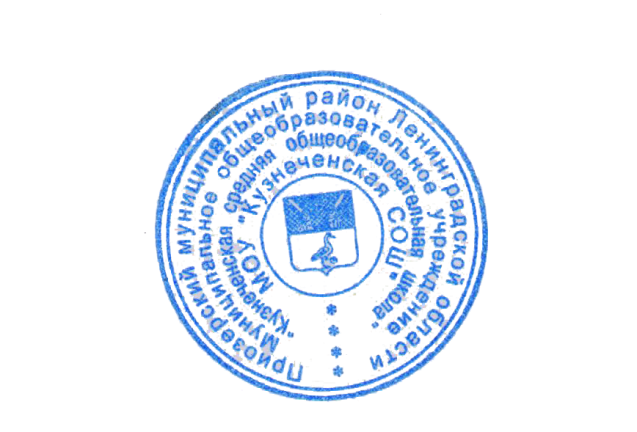 Приозерский муниципальный район Ленинградской области
Муниципальное общеобразовательное учреждение
"Кузнеченская средняя общеобразовательная школа"
МОУ "Кузнеченская СОШ"
* * * *